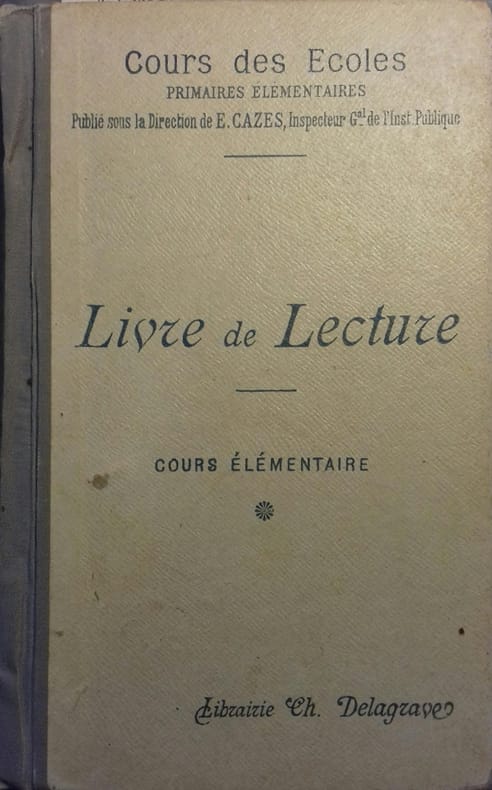 Cours des Ecoles
PRIMAIRES ELEMENTAIRES
Publié sous la Direction de E. CAZES, Inspecteur Gal de l'Inst. Publique
Livre de Lecture
COURS ÉLÉMENTAIRE
Librairie Ch. Delagrave